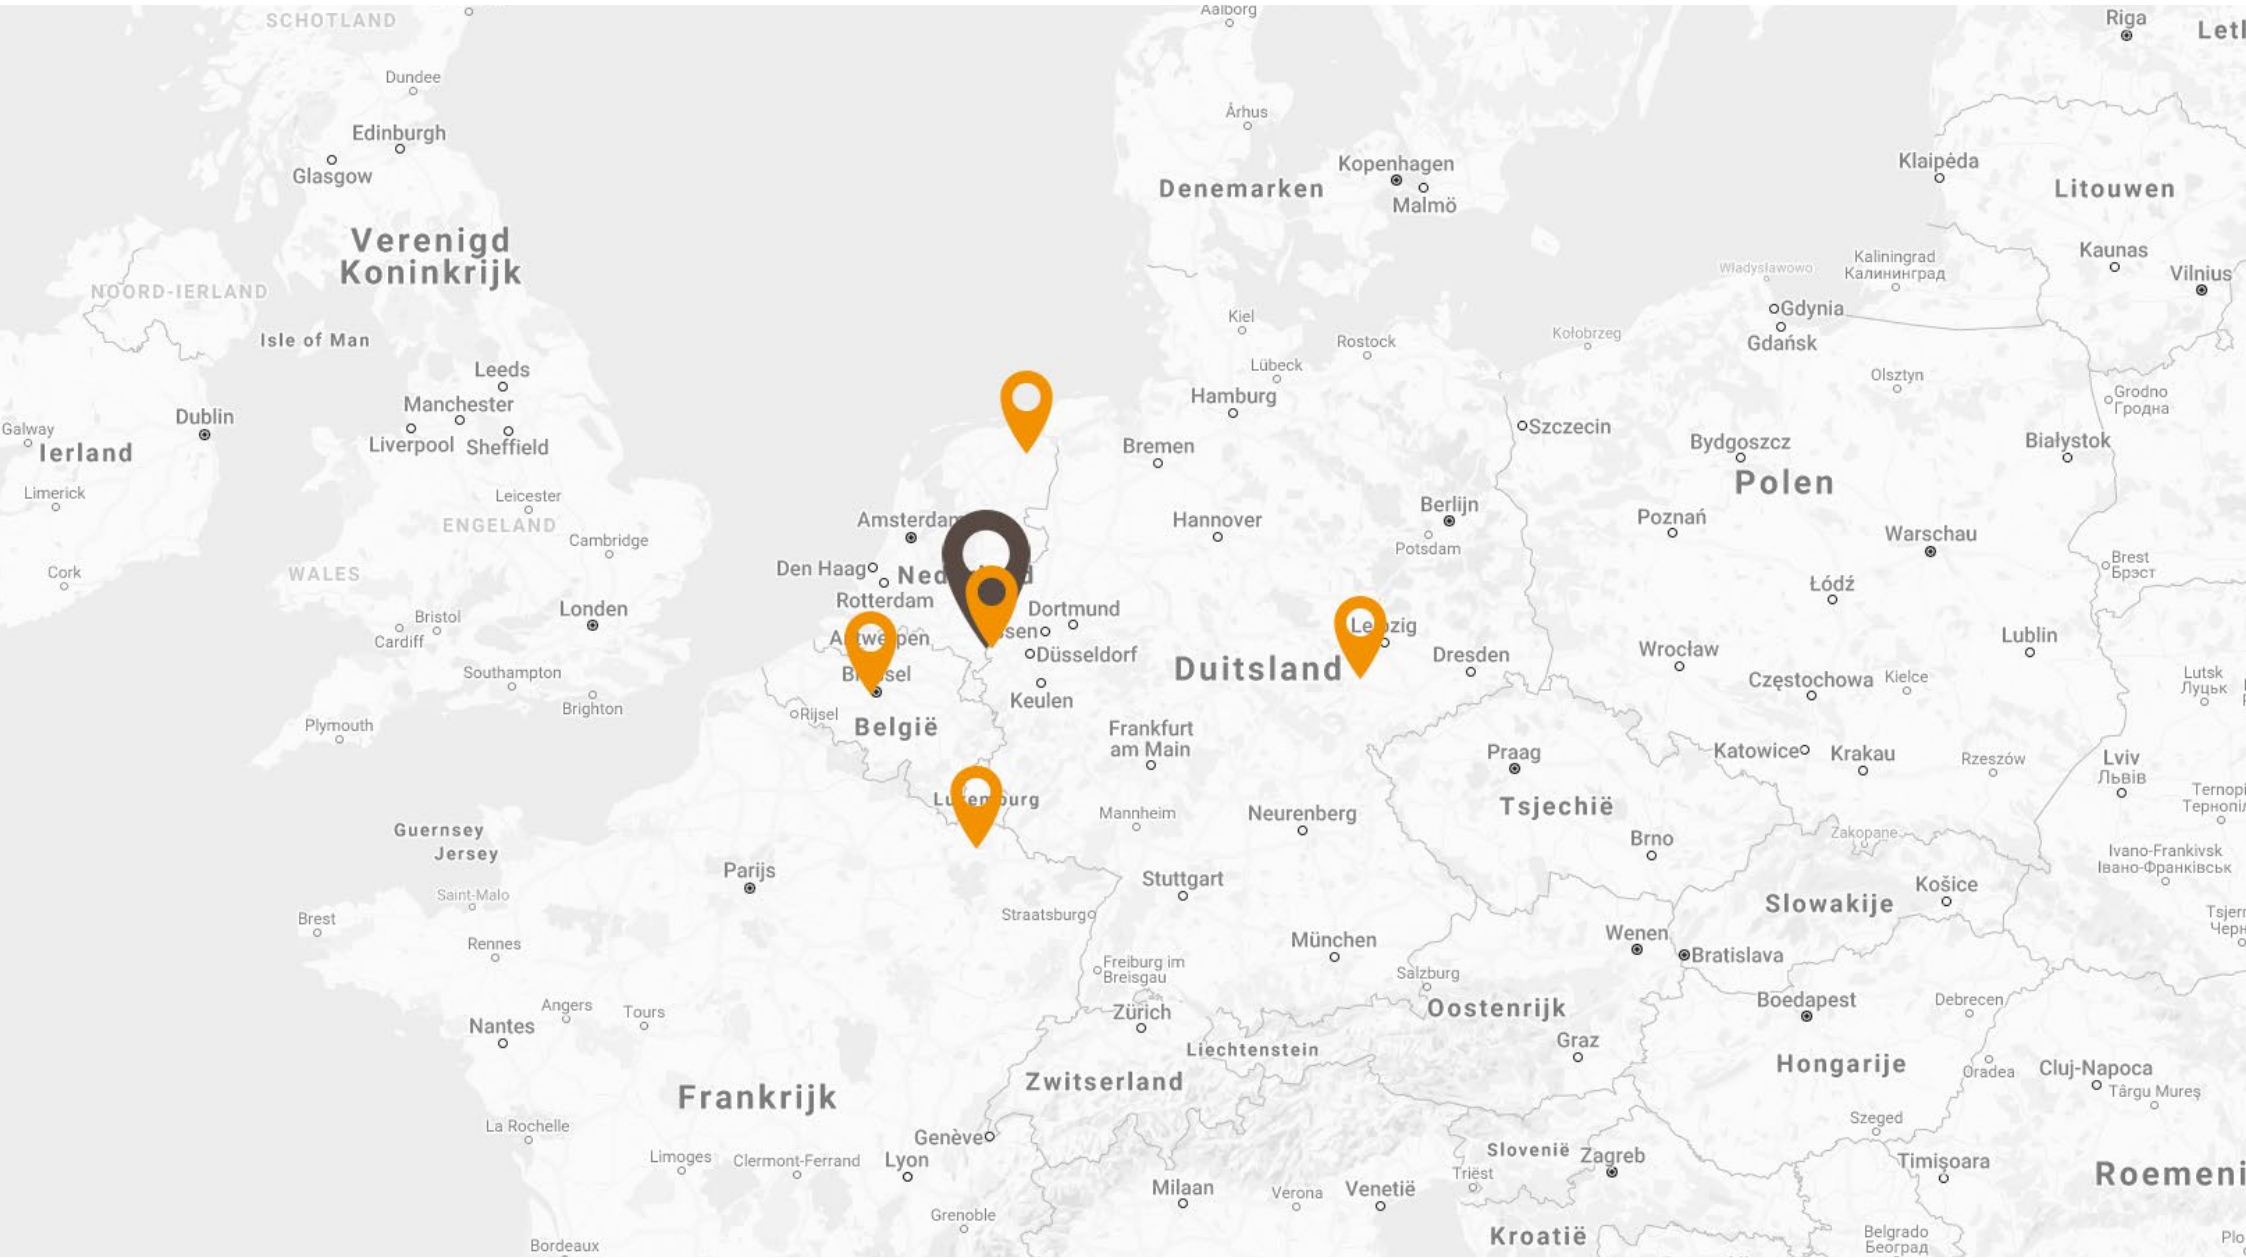 SCHOTLAND
Aalborg
Riga
Dundee
Århus
Edinburgh
Glasgow
Kopenhagen
Malmö
Denemarken
Klaipėda
Litouwen
Verenigd
Koninkrijk
NOORD-IERLAND
Isle of Man
Kaunas
Vilnius
Kaliningrad
Калининград
Władysławowo
Gdynia
Gdańsk
Kiel
Rostock
Kołobrzeg
Lübeck
Olsztyn
Hamburg
Grodno
Гродна
Leeds
Manchester
Liverpool
Sheffield
Dublin
Galway
Ierland
Bremen
Szczecin
Bydgoszcz
Białystok
Polen
Limerick
Leicester
ENGELAND
Cambridge
Amsterdam
Hannover
Berlijn
Potsdam
Poznań
Warschau
Brest
Брэст
Cork
WALES
Den Haag
Rotterdam
Łódź
Bristol
Cardiff
Londen
Dortmund
Düsseldorf
Keulen
Duitsland
Dresden
Wrocław
Lublin
Southampton
Brighton
Plymouth
Rijsel
België
Częstochowa
Kielce
Lutsk
Луцьк
Frankfurt
am Main
Praag
Katowice
Krakau
Rzeszów
Lviv
Львів
Tsjechië
Guernsey
Jersey
Mannheim
Neurenberg
Brno
Zakopane
Ivano-Frankivsk
Івано-Франківськ
Parijs
Saint-Malo
Stuttgart
Slowakije
Košice
Brest
Rennes
Straatsburg
München
Wenen
Bratislava
Freiburg im
Breisgau
Salzburg
Angers
Tours
Nantes
Zürich
Oostenrijk
Boedapest
Debrecen
Liechtenstein
Graz
Hongarije
Oradea
Cluj-Napoca
Târgu Mureș
Zwitserland
Frankrijk
La Rochelle
Genève
Szeged
Limoges
Clermont-Ferrand
Lyon
Slovenië
Zagreb
Timișoara
Triëst
Milaan
Verona
Venetië
Grenoble
Kroatië
Belgrado
Београд
Bordeaux